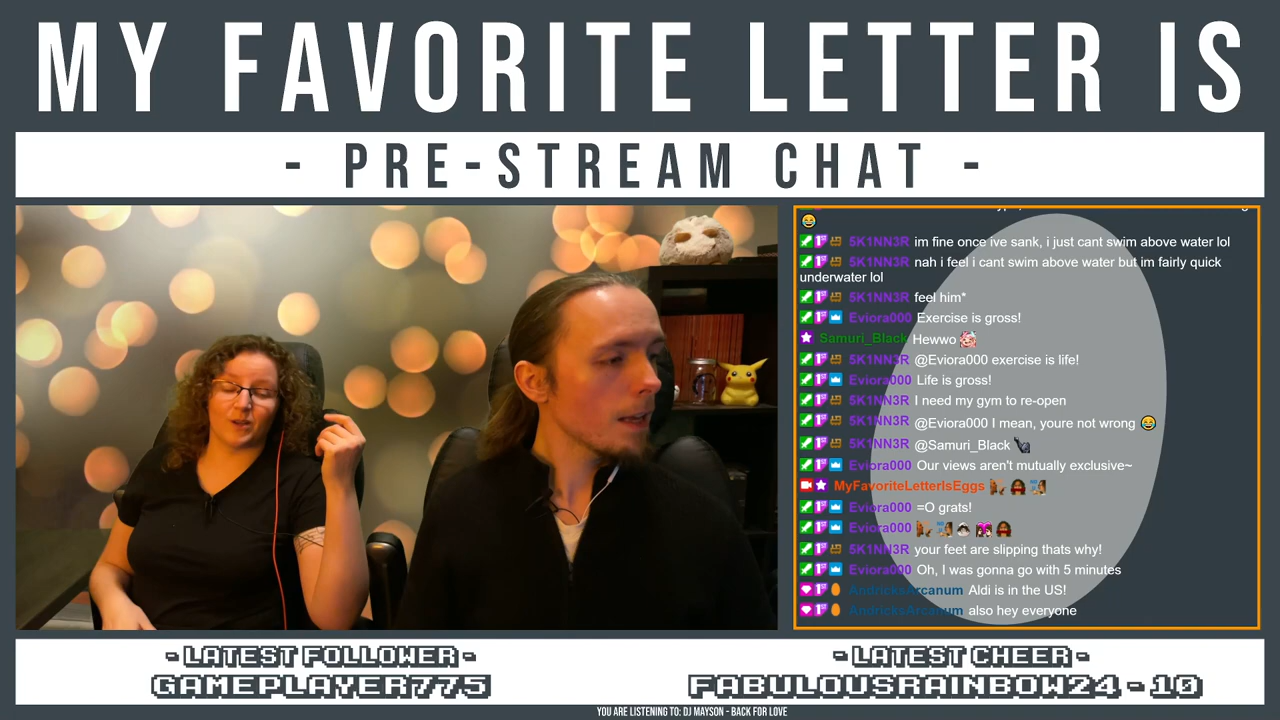 MY FAVORITE LETTER IS
- PRE-STREAM CHAT -
5K1NN3R im fine once ive sank, i just cant swim above water lol
5K1NN3R nah i feel i cant swim above water but im fairly quick
underwater lol
5K1NN3R feel him*
Eviora000 Exercise is gross!
Samuri_Black Hewwo
5K1NN3R @Eviora000 exercise is life!
Eviora000 Life is gross!
5K1NN3R I need my gym to re-open
5K1NN3R @Eviora000 I mean, youre not wrong 😂
5K1NN3R @Samuri_Black
Eviora000 Our views aren't mutually exclusive~
MyFavoriteLetterIsEggs
Eviora000 =O grats!
Eviora000
5K1NN3R your feet are slipping thats why!
Eviora000 Oh, I was gonna go with 5 minutes
AndricksArcanum Aldi is in the US!
AndricksArcanum also hey everyone
- LATEST FOLLOWER -
GAMEPLAYER775
- LATEST CHEER -
FABULOUSRAINBOW24 - 10
YOU ARE LISTENING TO: DJ MAYSON - BACK FOR LOVE